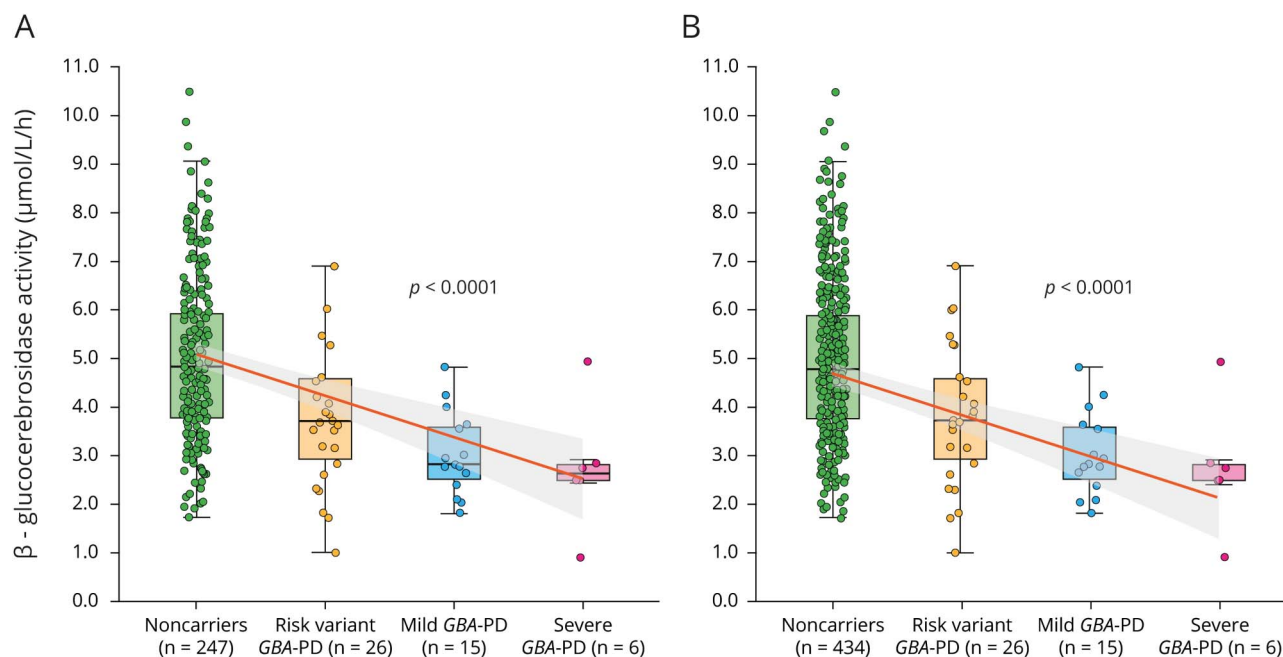 A
B
β - glucocerebrosidase activity (μmol/L/h)
11.0
10.0
9.0
8.0
7.0
6.0
5.0
4.0
3.0
2.0
1.0
0.0
p < 0.0001
Noncarriers
(n = 247)
Risk variant
GBA-PD (n = 26)
Mild GBA-PD
(n = 15)
Severe
GBA-PD (n = 6)
11.0
10.0
9.0
8.0
7.0
6.0
5.0
4.0
3.0
2.0
1.0
0.0
p < 0.0001
Noncarriers
(n = 434)
Risk variant
GBA-PD (n = 26)
Mild GBA-PD
(n = 15)
Severe
GBA-PD (n = 6)